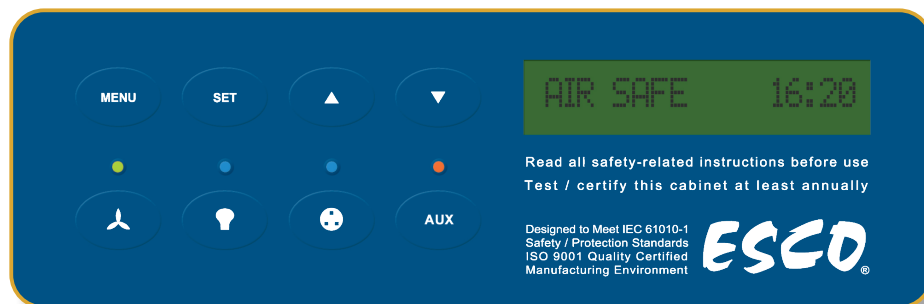 MENU SET ▲ ▼
AIR SAFE 16:20
AUX
Read all safety-related instructions before use
Test / certify this cabinet at least annually
Designed to Meet IEC 61010-1
Safety / Protection Standards
ISO 9001 Quality Certified
Manufacturing Environment
ESCO®